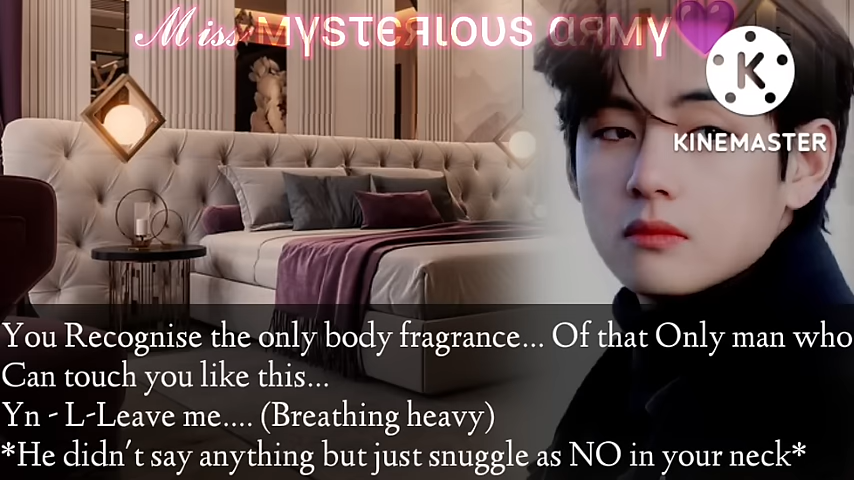 Miss MYSTEЯIOUS ARMY
KINEMASTER
You Recognise the only body fragrance... Of that Only man who
Can touch you like this...
Yn - L-Leave me.... (Breathing heavy)
*He didn't say anything but just snuggle as NO in your neck*